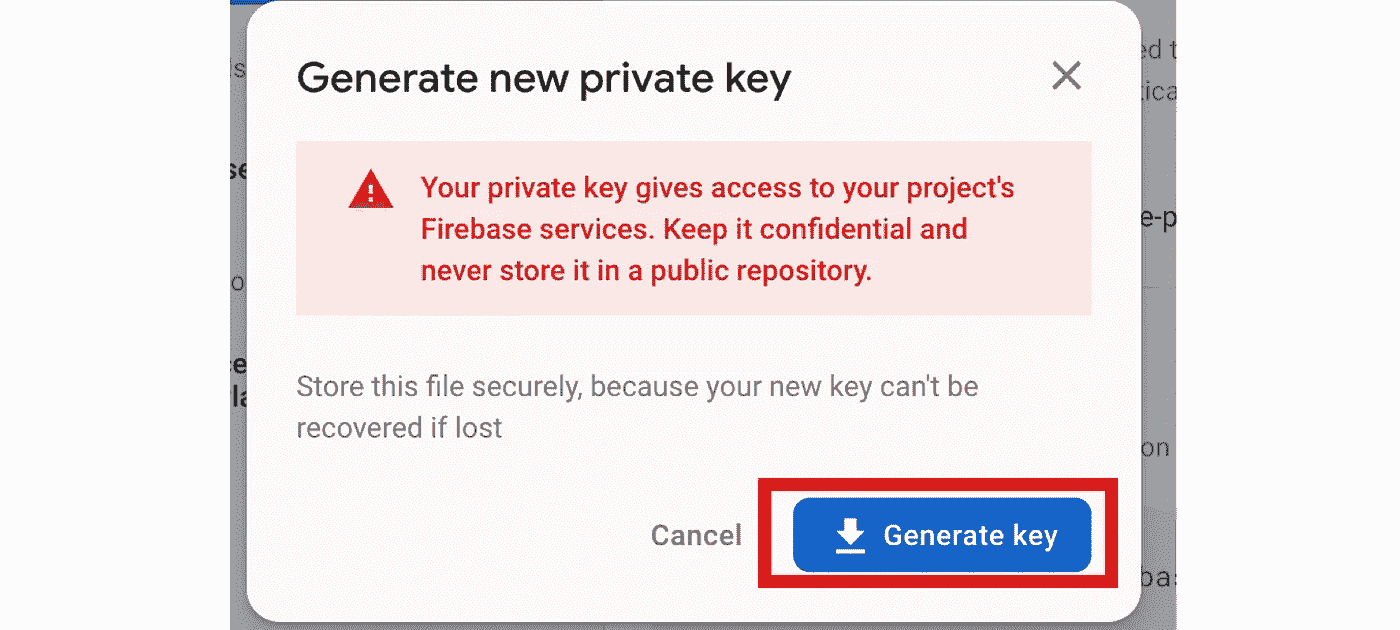 Generate new private key
Your private key gives access to your project's
Firebase services. Keep it confidential and
never store it in a public repository.
Store this file securely, because your new key can't be
recovered if lost
Cancel
Generate key